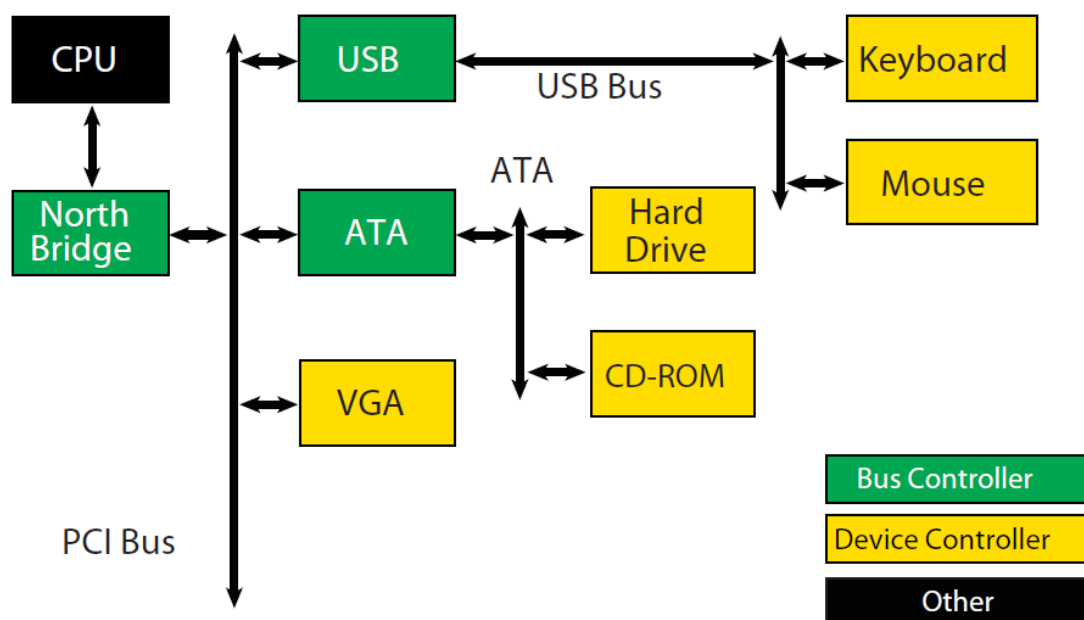 CPU
USB
USB Bus
Keyboard
Mouse
North
Bridge
ATA
ATA
Hard
Drive
CD-ROM
VGA
PCI Bus
Bus Controller
Device Controller
Other